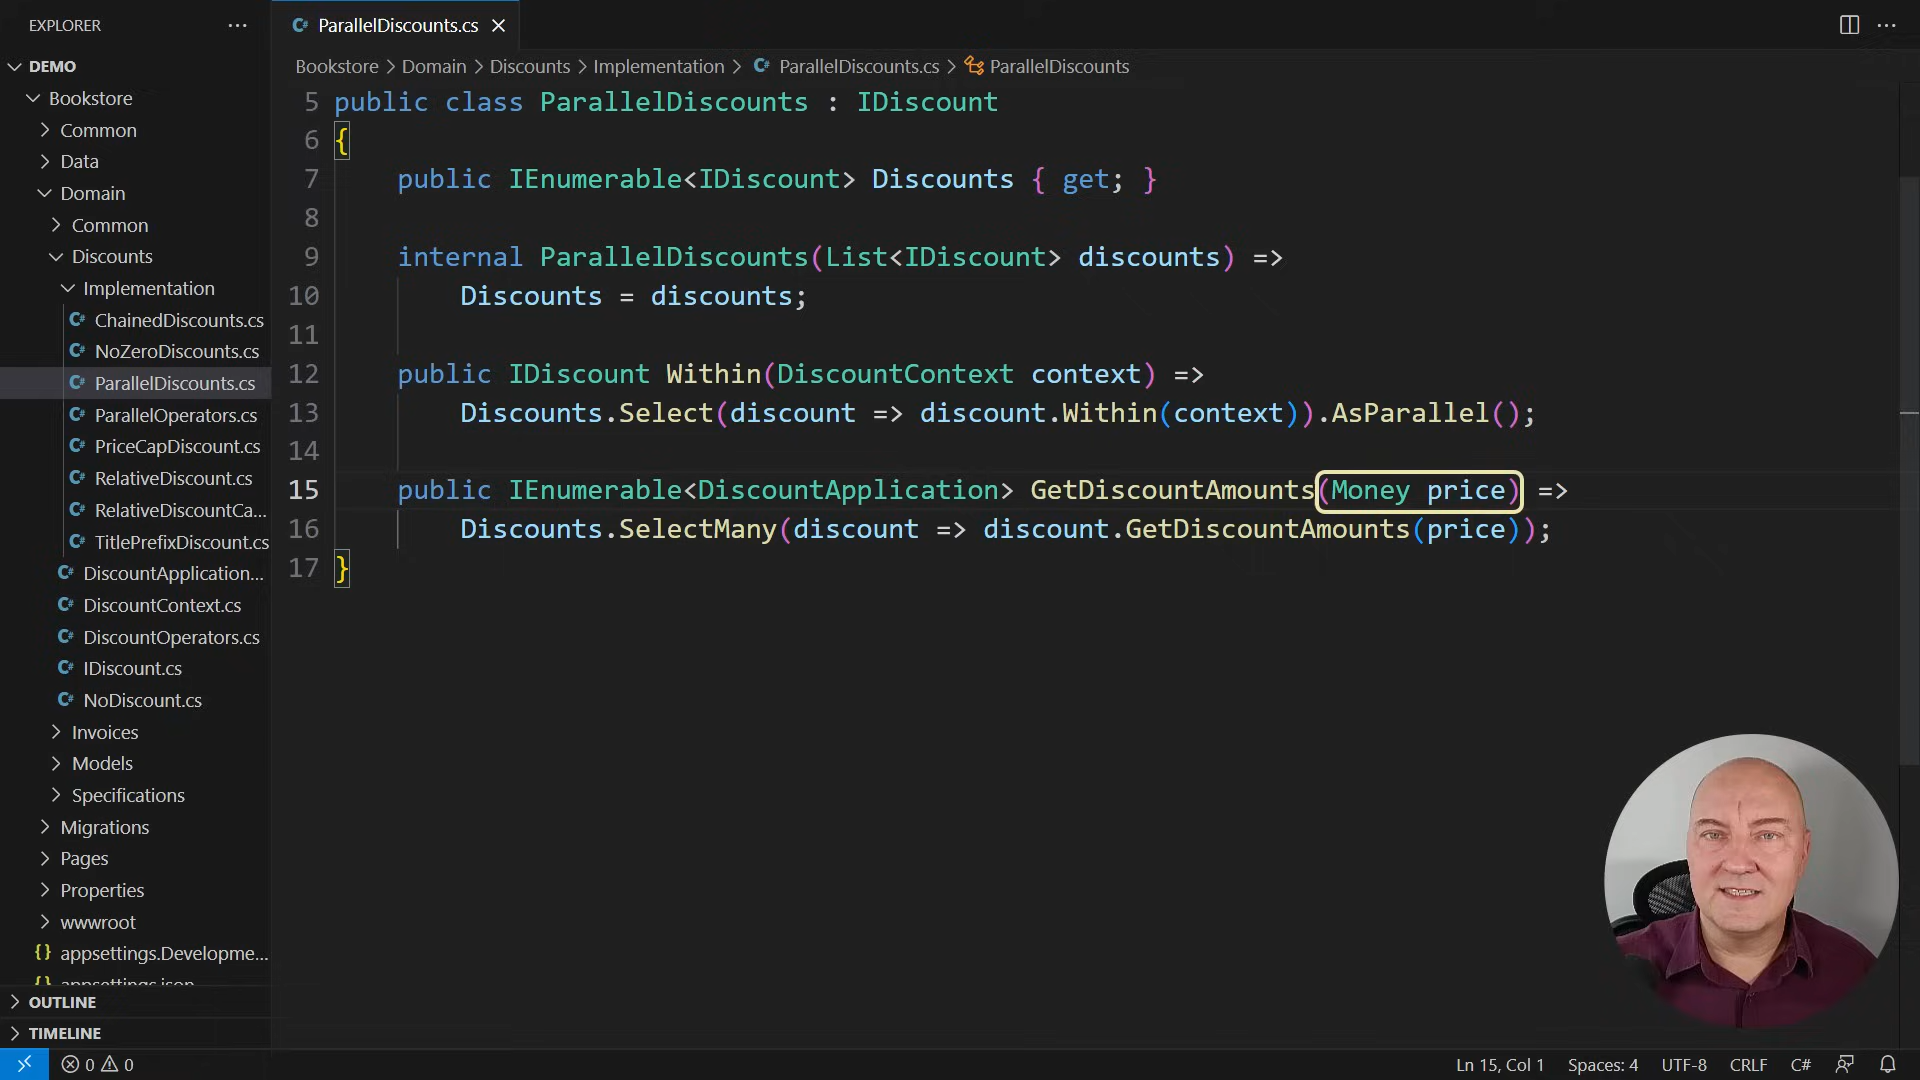 EXPLORER
DEMO
Bookstore
Common
Data
Domain
Common
Discounts
Implementation
ChainedDiscounts.cs
NoZeroDiscounts.cs
ParallelDiscounts.cs
ParallelOperators.cs
PriceCapDiscount.cs
RelativeDiscount.cs
RelativeDiscountCa...
TitlePrefixDiscount.cs
DiscountApplication...
DiscountContext.cs
DiscountOperators.cs
IDiscount.cs
NoDiscount.cs
Invoices
Models
Specifications
Migrations
Pages
Properties
wwwroot
appsettings.Developme...
appsettings.json
OUTLINE
TIMELINE
ParallelDiscounts.cs
Bookstore > Domain > Discounts > Implementation > ParallelDiscounts.cs > ParallelDiscounts
5 public class ParallelDiscounts : IDiscount
6 {
7 public IEnumerable<IDiscount> Discounts { get; }
8
9 internal ParallelDiscounts(List<IDiscount> discounts) =>
10 Discounts = discounts;
11
12 public IDiscount Within(DiscountContext context) =>
13 Discounts.Select(discount => discount.Within(context)).AsParallel();
14
15 public IEnumerable<DiscountApplication> GetDiscountAmounts(Money price) =>
16 Discounts.SelectMany(discount => discount.GetDiscountAmounts(price));
17 }
0 0 Ln 15, Col 1 Spaces: 4 UTF-8 CRLF C#